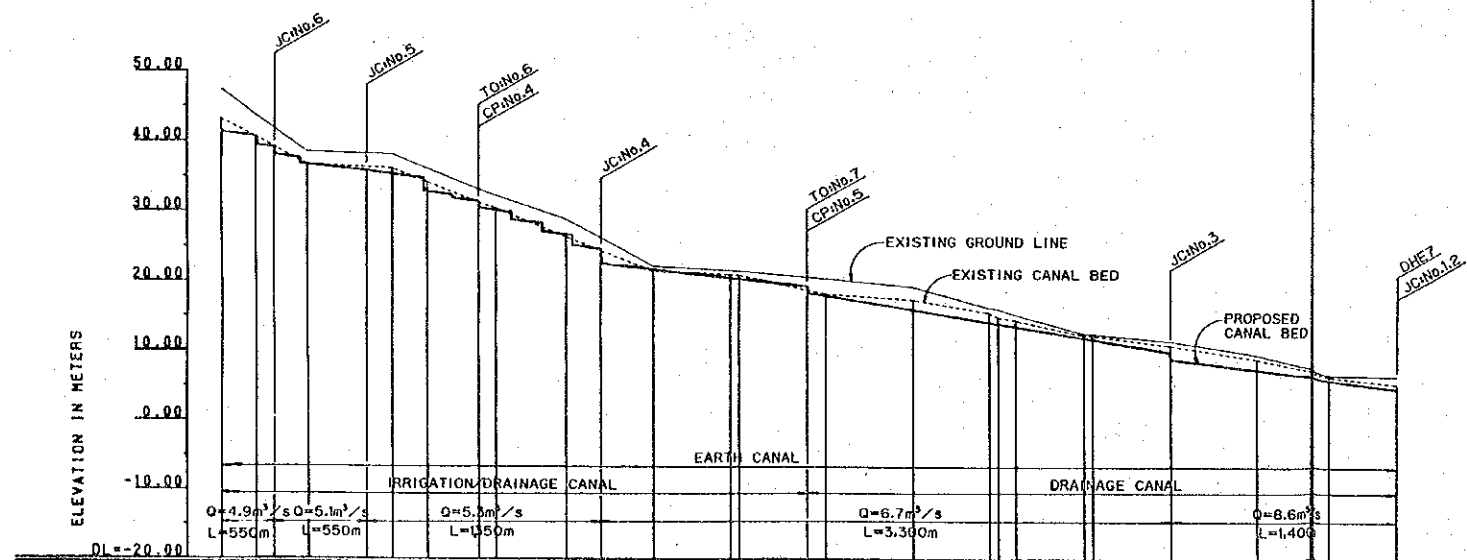 JC:No.6
JC:No.5
TO:No.6
CP:No.4
JC:No.4
TO:No.7
CP:No.5
JC:No.3
DHE7
JC:No.1,2
50.00
40.00
30.00
20.00
10.00
0.00
-10.00
DL=-20.00
ELEVATION IN METERS
EXISTING GROUND LINE
EXISTING CANAL BED
PROPOSED
CANAL BED
EARTH CANAL
IRRIGATION/DRAINAGE CANAL
DRAINAGE CANAL
Q=4.9m³/s
L=550m
Q=5.1m³/s
L=550m
Q=5.3m³/s
L=1,350m
Q=6.7m³/s
L=3,300m
Q=8.6m³/s
L=1,400